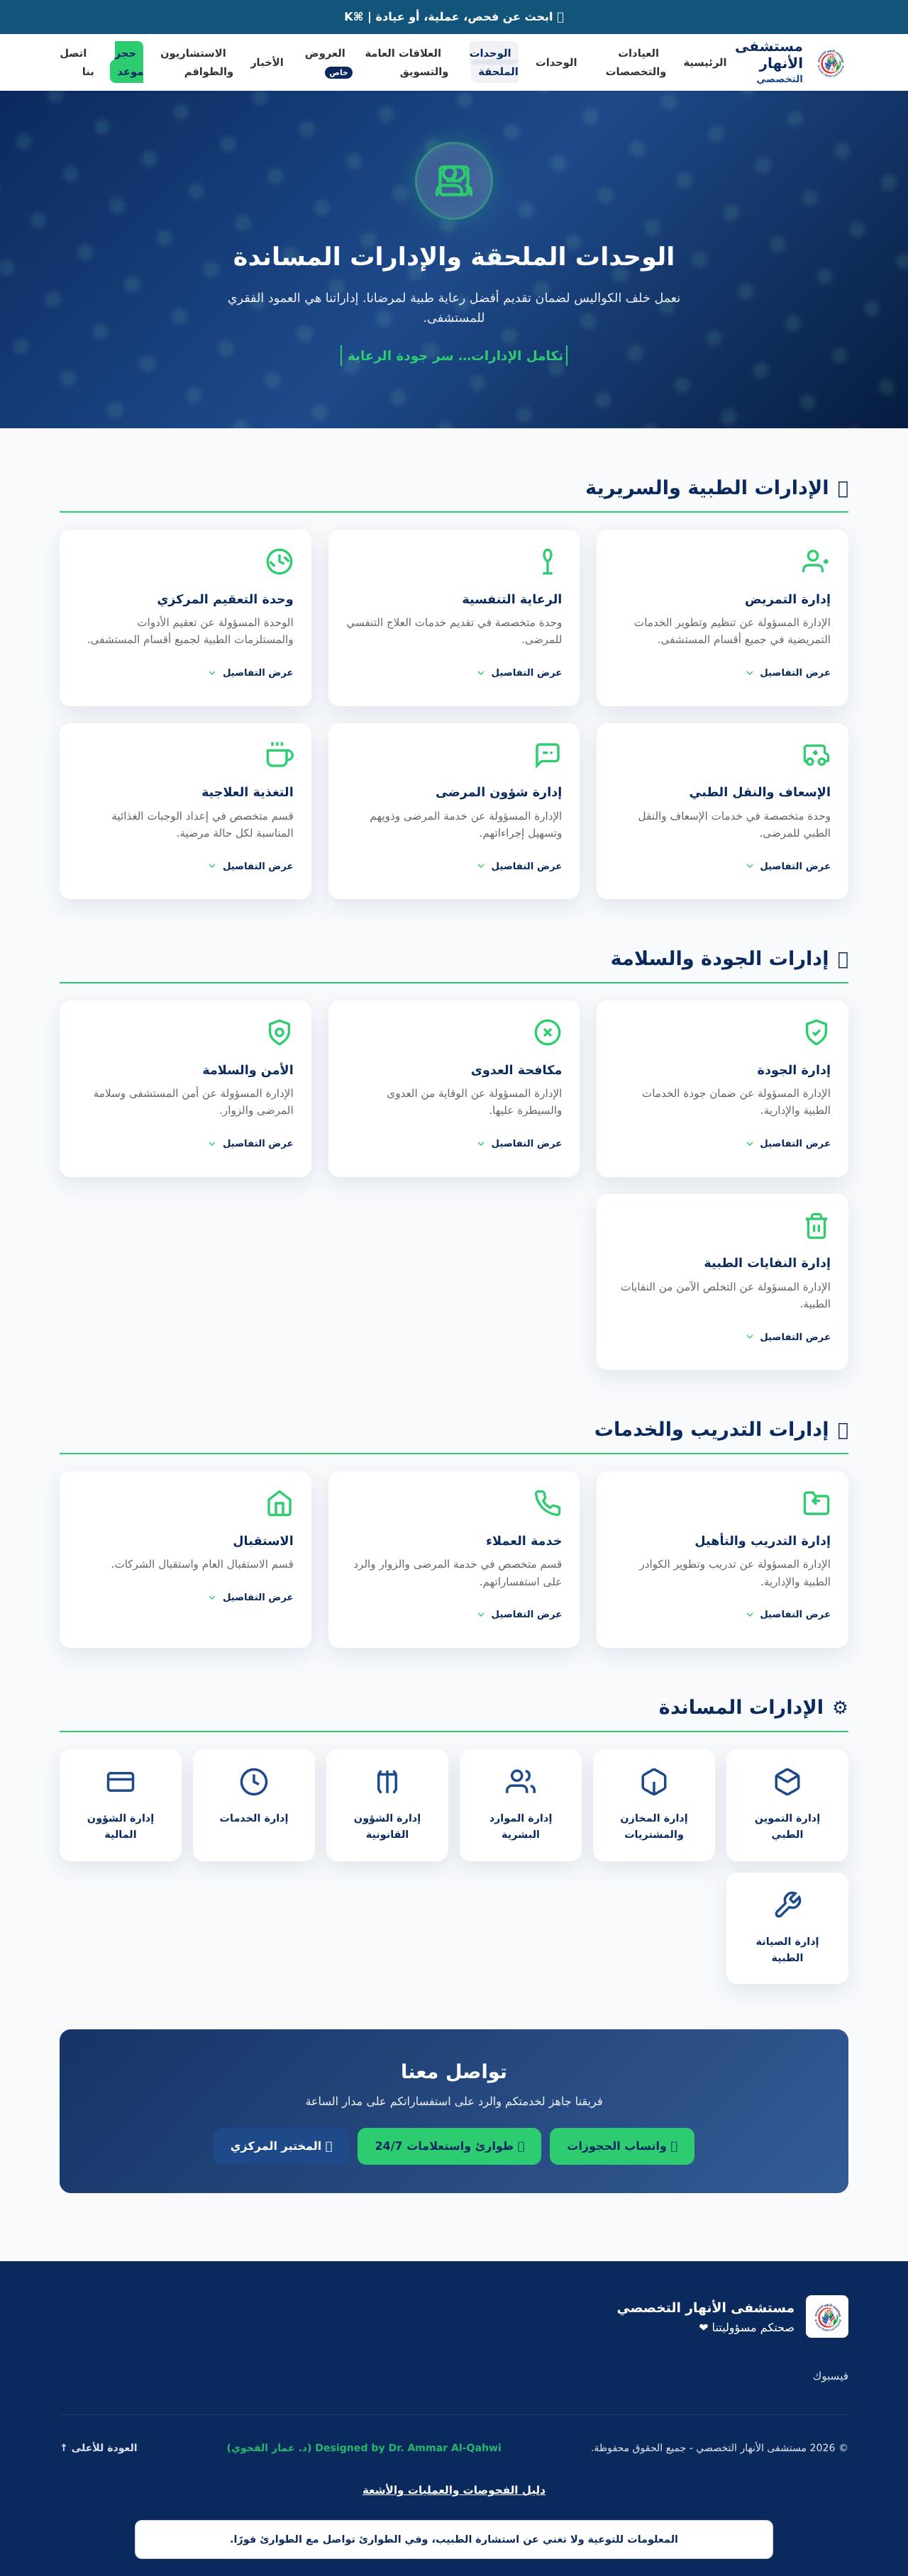 ابحث عن فحص، عملية، أو عيادة | ⌘K
مستشفى الأنهار
التخصصي
الرئيسية
العيادات والتخصصات
الوحدات
الوحدات الملحقة
العلاقات العامة والتسويق
العروض خاص
الأخبار
الاستشاريون والطواقم
حجز موعد
اتصل بنا
الوحدات الملحقة والإدارات المساندة
نعمل خلف الكواليس لضمان تقديم أفضل رعاية طبية لمرضانا. إداراتنا هي العمود الفقري
للمستشفى.
تكامل الإدارات... سر جودة الرعاية
الإدارات الطبية والسريرية
إدارة التمريض
الإدارة المسؤولة عن تنظيم وتطوير الخدمات
التمريضية في جميع أقسام المستشفى.
عرض التفاصيل
الرعاية التنفسية
وحدة متخصصة في تقديم خدمات العلاج التنفسي
للمرضى.
عرض التفاصيل
وحدة التعقيم المركزي
الوحدة المسؤولة عن تعقيم الأدوات
والمستلزمات الطبية لجميع أقسام المستشفى.
عرض التفاصيل
الإسعاف والنقل الطبي
وحدة متخصصة في خدمات الإسعاف والنقل
الطبي للمرضى.
عرض التفاصيل
إدارة شؤون المرضى
الإدارة المسؤولة عن خدمة المرضى وذويهم
وتسهيل إجراءاتهم.
عرض التفاصيل
التغذية العلاجية
قسم متخصص في إعداد الوجبات الغذائية
المناسبة لكل حالة مرضية.
عرض التفاصيل
إدارات الجودة والسلامة
إدارة الجودة
الإدارة المسؤولة عن ضمان جودة الخدمات
الطبية والإدارية.
عرض التفاصيل
مكافحة العدوى
الإدارة المسؤولة عن الوقاية من العدوى
والسيطرة عليها.
عرض التفاصيل
الأمن والسلامة
الإدارة المسؤولة عن أمن المستشفى وسلامة
المرضى والزوار.
عرض التفاصيل
إدارة النفايات الطبية
الإدارة المسؤولة عن التخلص الآمن من النفايات
الطبية.
عرض التفاصيل
إدارات التدريب والخدمات
إدارة التدريب والتأهيل
الإدارة المسؤولة عن تدريب وتطوير الكوادر
الطبية والإدارية.
عرض التفاصيل
خدمة العملاء
قسم متخصص في خدمة المرضى والزوار والرد
على استفساراتهم.
عرض التفاصيل
الاستقبال
قسم الاستقبال العام واستقبال الشركات.
عرض التفاصيل
⚙ الإدارات المساندة
إدارة التموين
الطبي
إدارة المخازن
والمشتريات
إدارة الموارد
البشرية
إدارة الشؤون
القانونية
إدارة الخدمات
إدارة الشؤون
المالية
إدارة الصيانة
الطبية
تواصل معنا
فريقنا جاهز لخدمتكم والرد على استفساراتكم على مدار الساعة
واتساب الحجوزات
طوارئ واستعلامات 24/7
المختبر المركزي
مستشفى الأنهار التخصصي
صحتكم مسؤوليتنا ❤
فيسبوك
© 2026 مستشفى الأنهار التخصصي - جميع الحقوق محفوظة.
Designed by Dr. Ammar Al-Qahwi (د. عمار القحوي)
العودة للأعلى ↑
دليل الفحوصات والعمليات والأشعة
المعلومات للتوعية ولا تغني عن استشارة الطبيب، وفي الطوارئ تواصل مع الطوارئ فورًا.